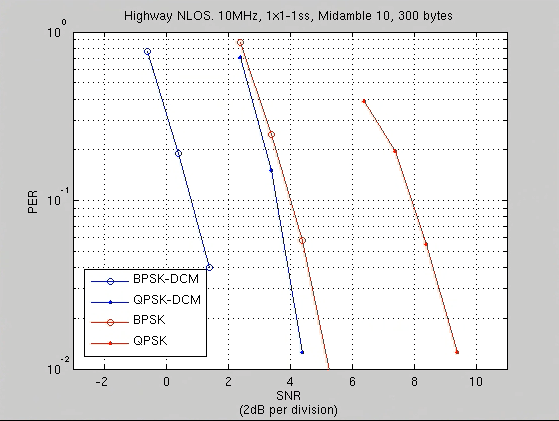 Highway NLOS. 10MHz, 1x1-1ss, Midamble 10, 300 bytes
10^0
10^-1
10^-2
PER
BPSK-DCM
QPSK-DCM
BPSK
QPSK
-2 0 2 4 6 8 10
SNR
(2dB per division)